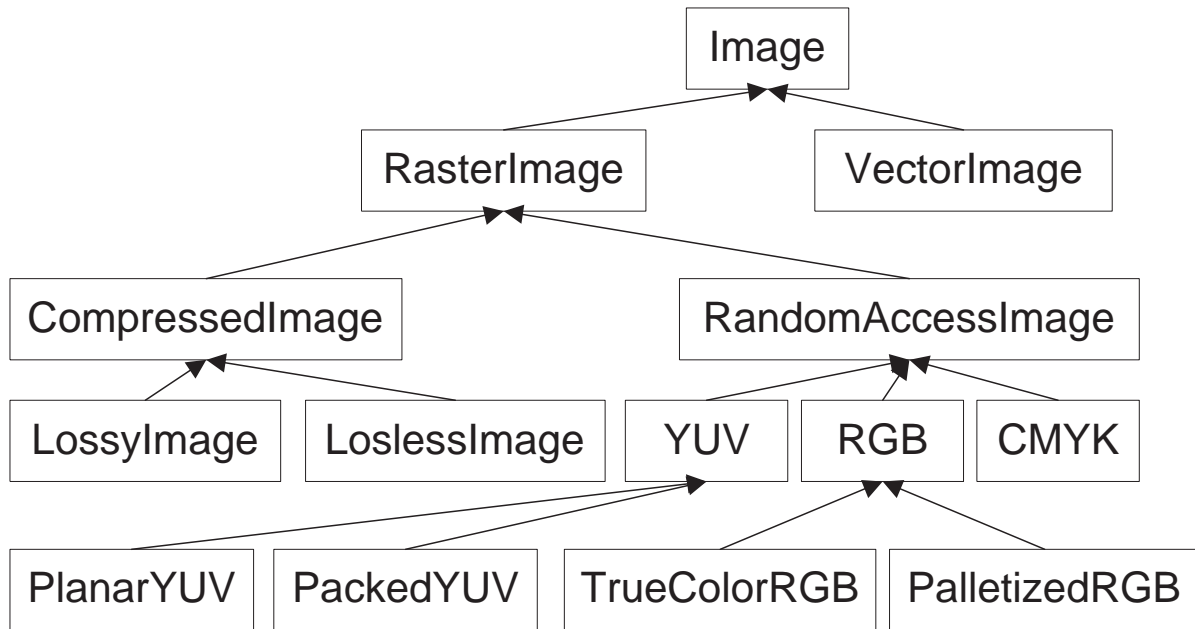 Image
RasterImage
VectorImage
CompressedImage
RandomAccessImage
LossyImage
LoslessImage
YUV
RGB
CMYK
PlanarYUV
PackedYUV
TrueColorRGB
PalletizedRGB